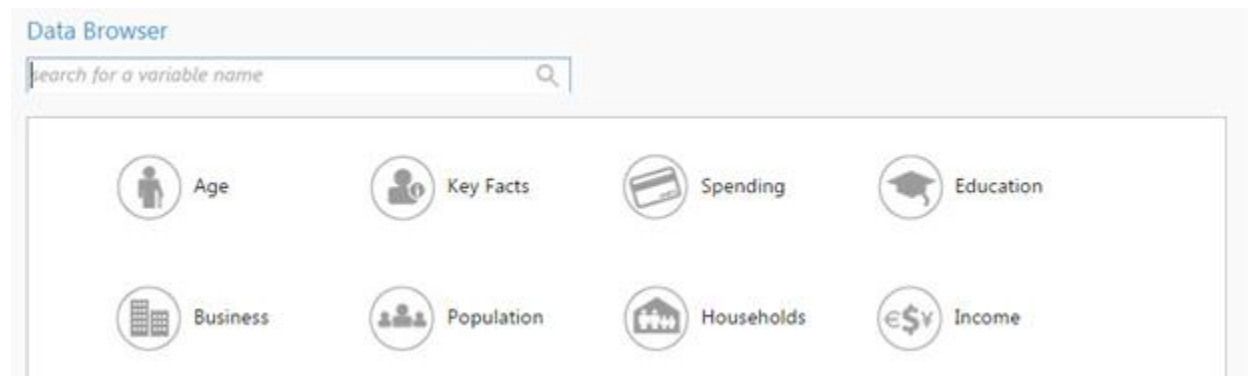 Data Browser
search for a variable name
Age Key Facts Spending Education
Business Population Households Income